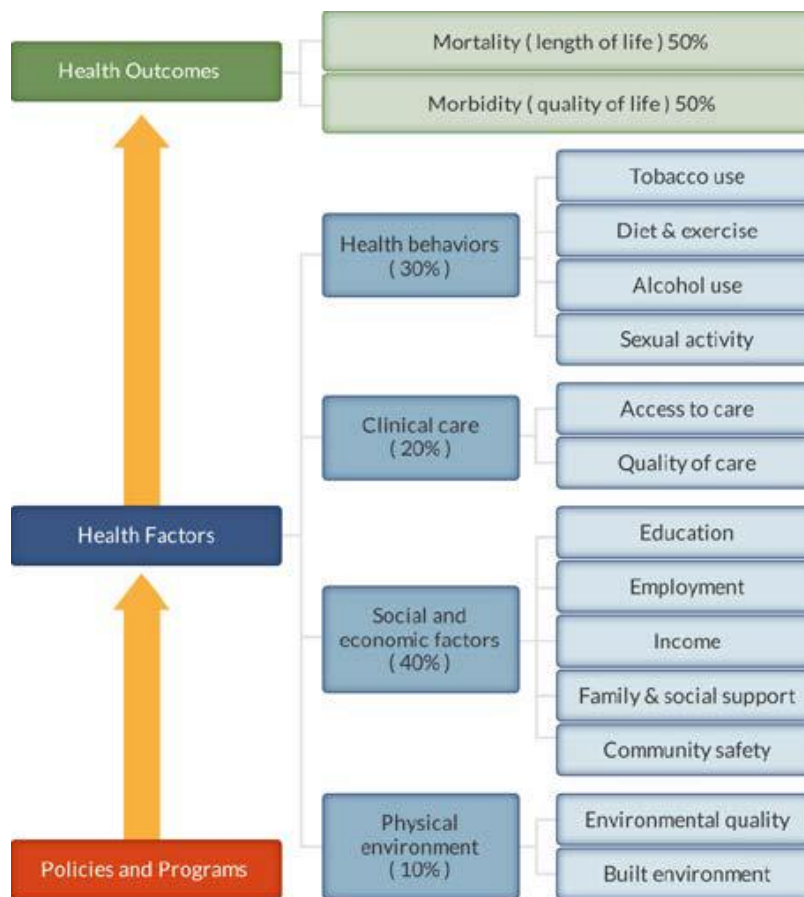 Health Outcomes
Mortality ( length of life ) 50%
Morbidity ( quality of life ) 50%
Health Factors
Health behaviors
( 30% )
Tobacco use
Diet & exercise
Alcohol use
Sexual activity
Clinical care
( 20% )
Access to care
Quality of care
Social and
economic factors
( 40% )
Education
Employment
Income
Family & social support
Community safety
Physical
environment
( 10% )
Environmental quality
Built environment
Policies and Programs